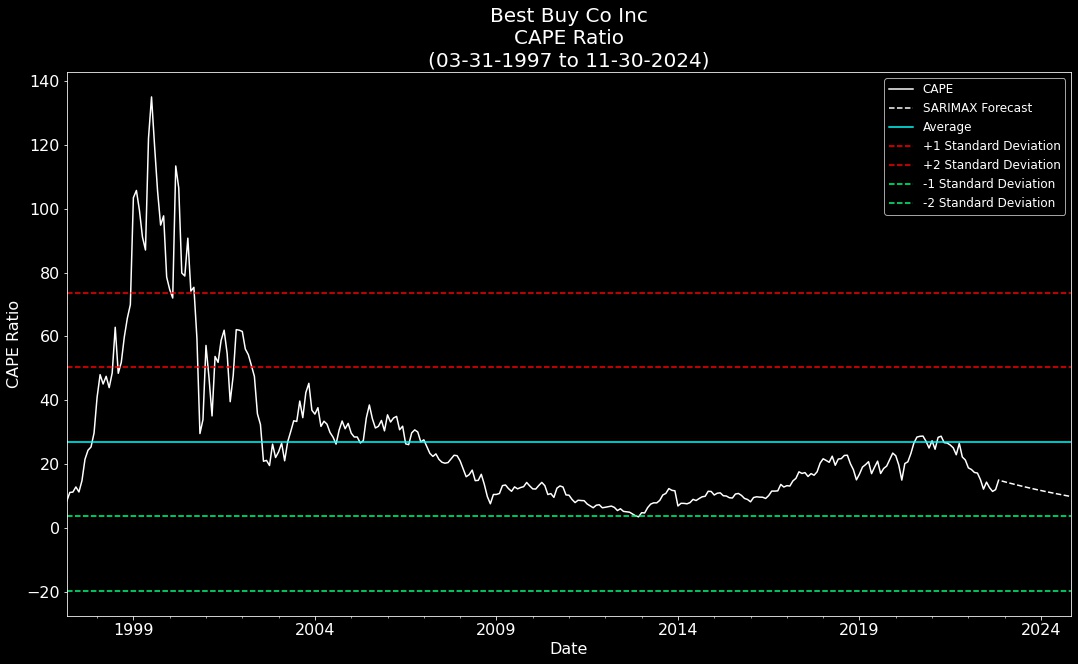 Best Buy Co Inc
CAPE Ratio
(03-31-1997 to 11-30-2024)
CAPE
SARIMAX Forecast
Average
+1 Standard Deviation
+2 Standard Deviation
-1 Standard Deviation
-2 Standard Deviation
140
120
100
80
60
40
20
0
−20
CAPE Ratio
1999
2004
2009
2014
2019
2024
Date